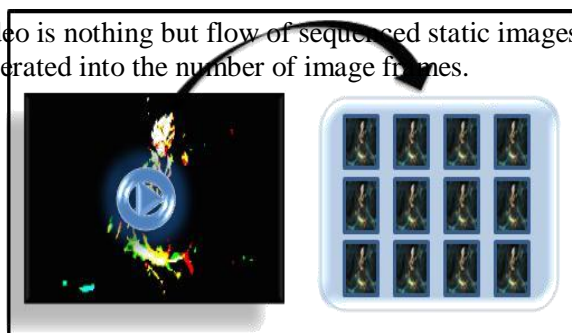 eo is nothing but flow of sequenced static images
erated into the number of image frames.